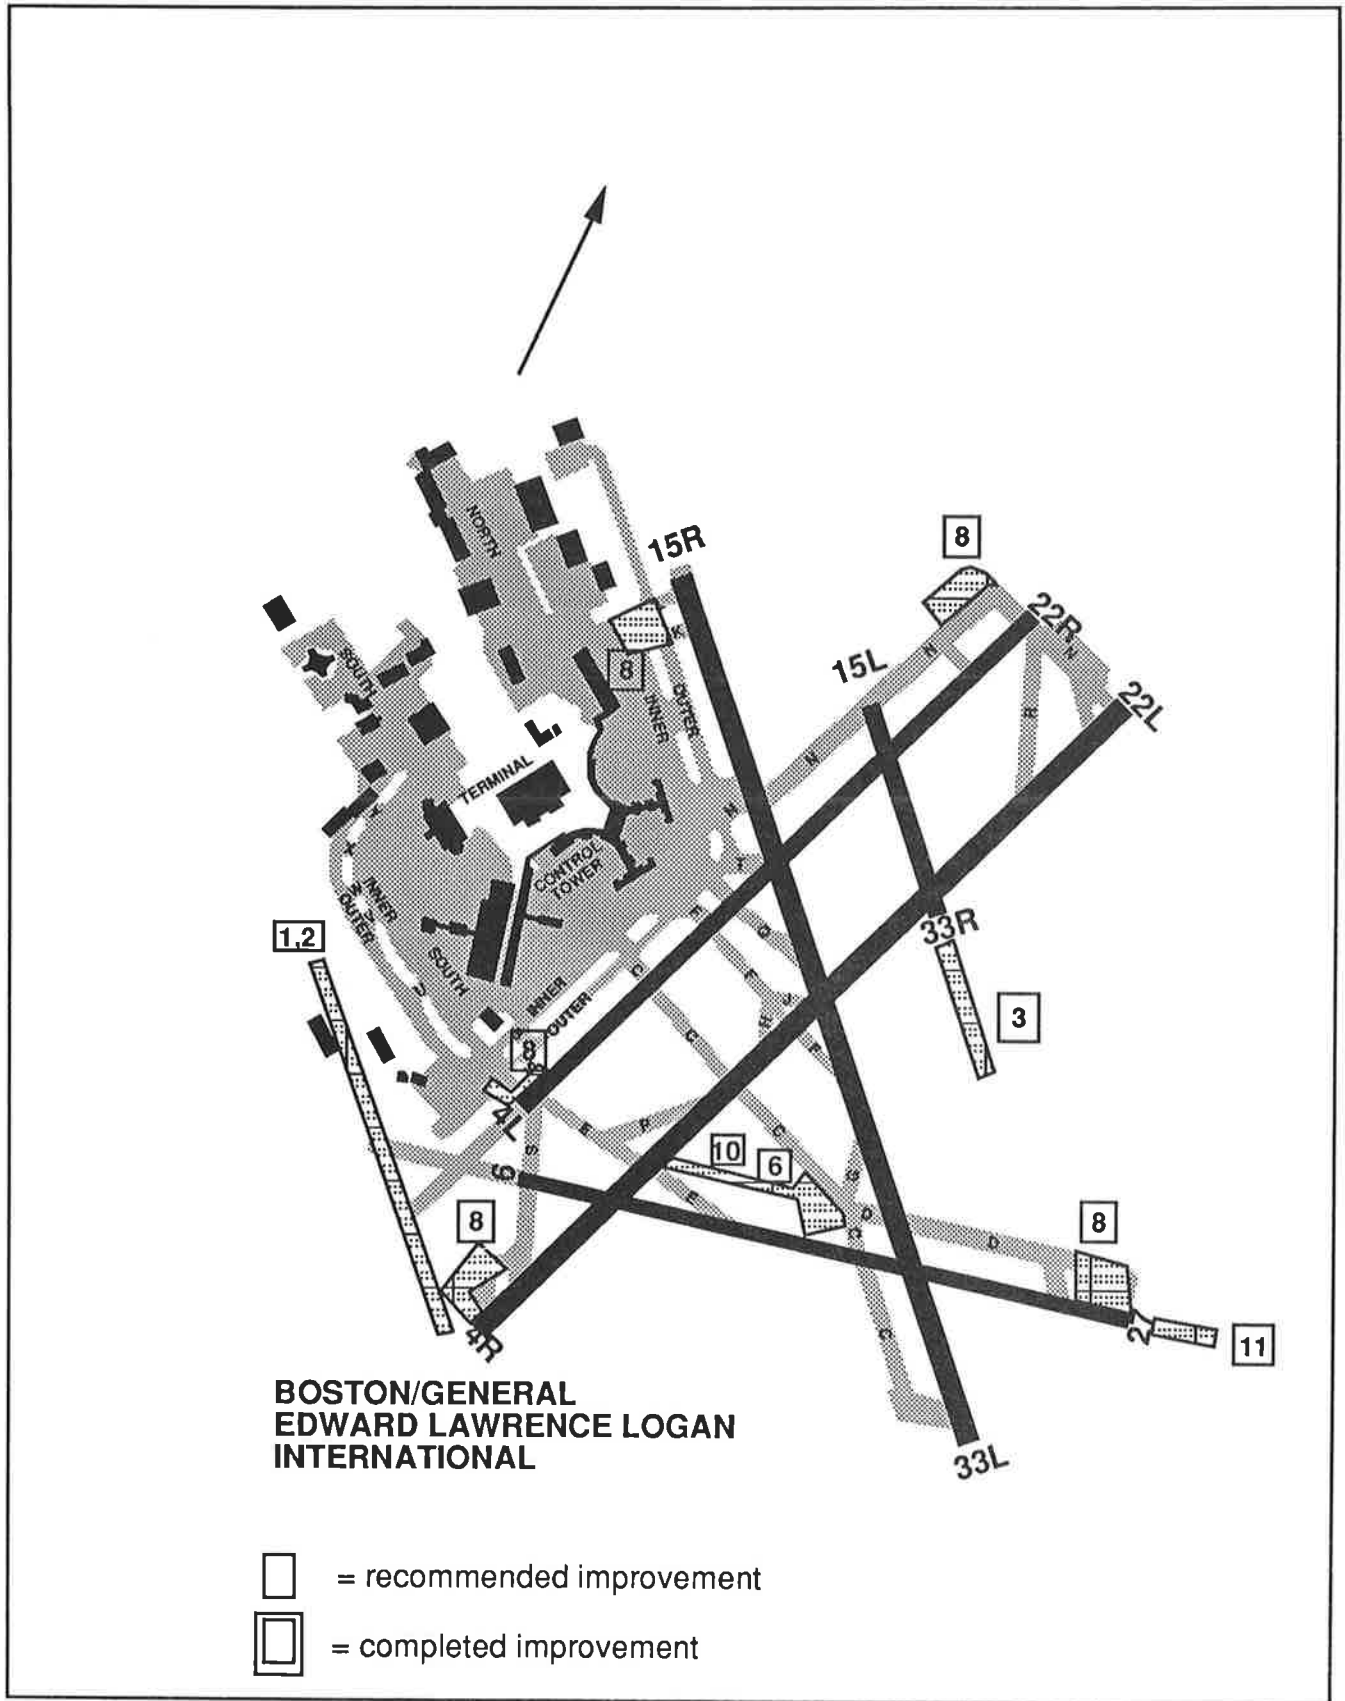 NORTH
15R
8
22R
N
K
8
N
15L
SOUTH
22L
R
OUTER
INNER
N
TERMINAL
N
X
CONTROL
TOWER
X
INNER
OUTER
W
1,2
F
D
33R
SOUTH
C
F
J
3
INNER
OUTER
H
U
C
F
8
B
4L
E
P
C
S
10
6
9
G
E
D
8
8
C
D
27
11
4R
C
33L
BOSTON/GENERAL
EDWARD LAWRENCE LOGAN
INTERNATIONAL
= recommended improvement
= completed improvement